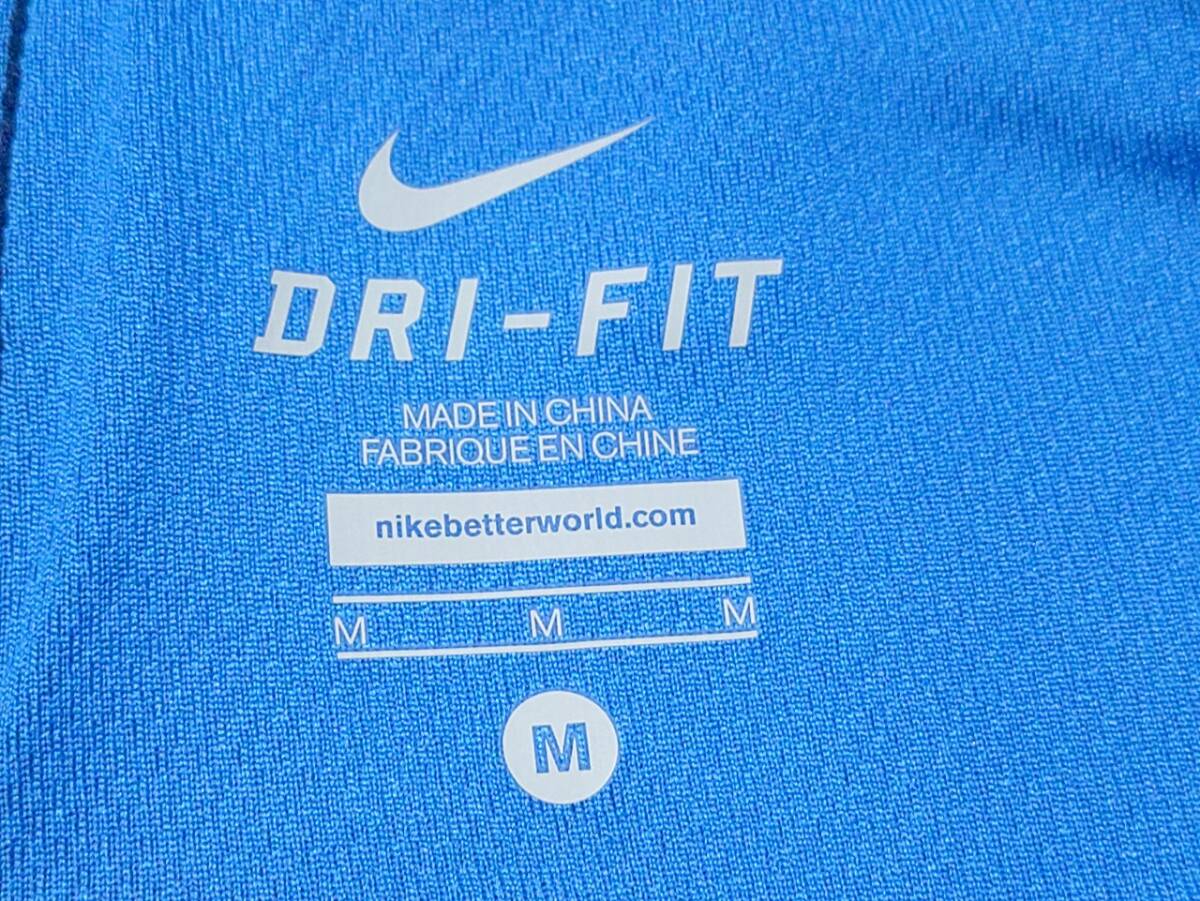 DRI-FIT
MADE IN CHINA
FABRIQUE EN CHINE
nikebetterworld.com
M M M
M